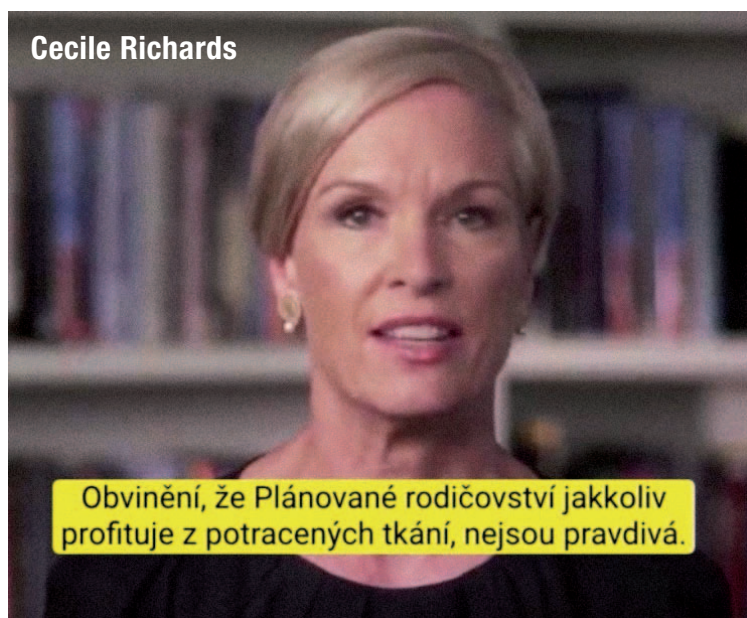 Cecile Richards
Obvinění, že Plánované rodičovství jakkoliv
profituje z potracených tkání, nejsou pravdivá.